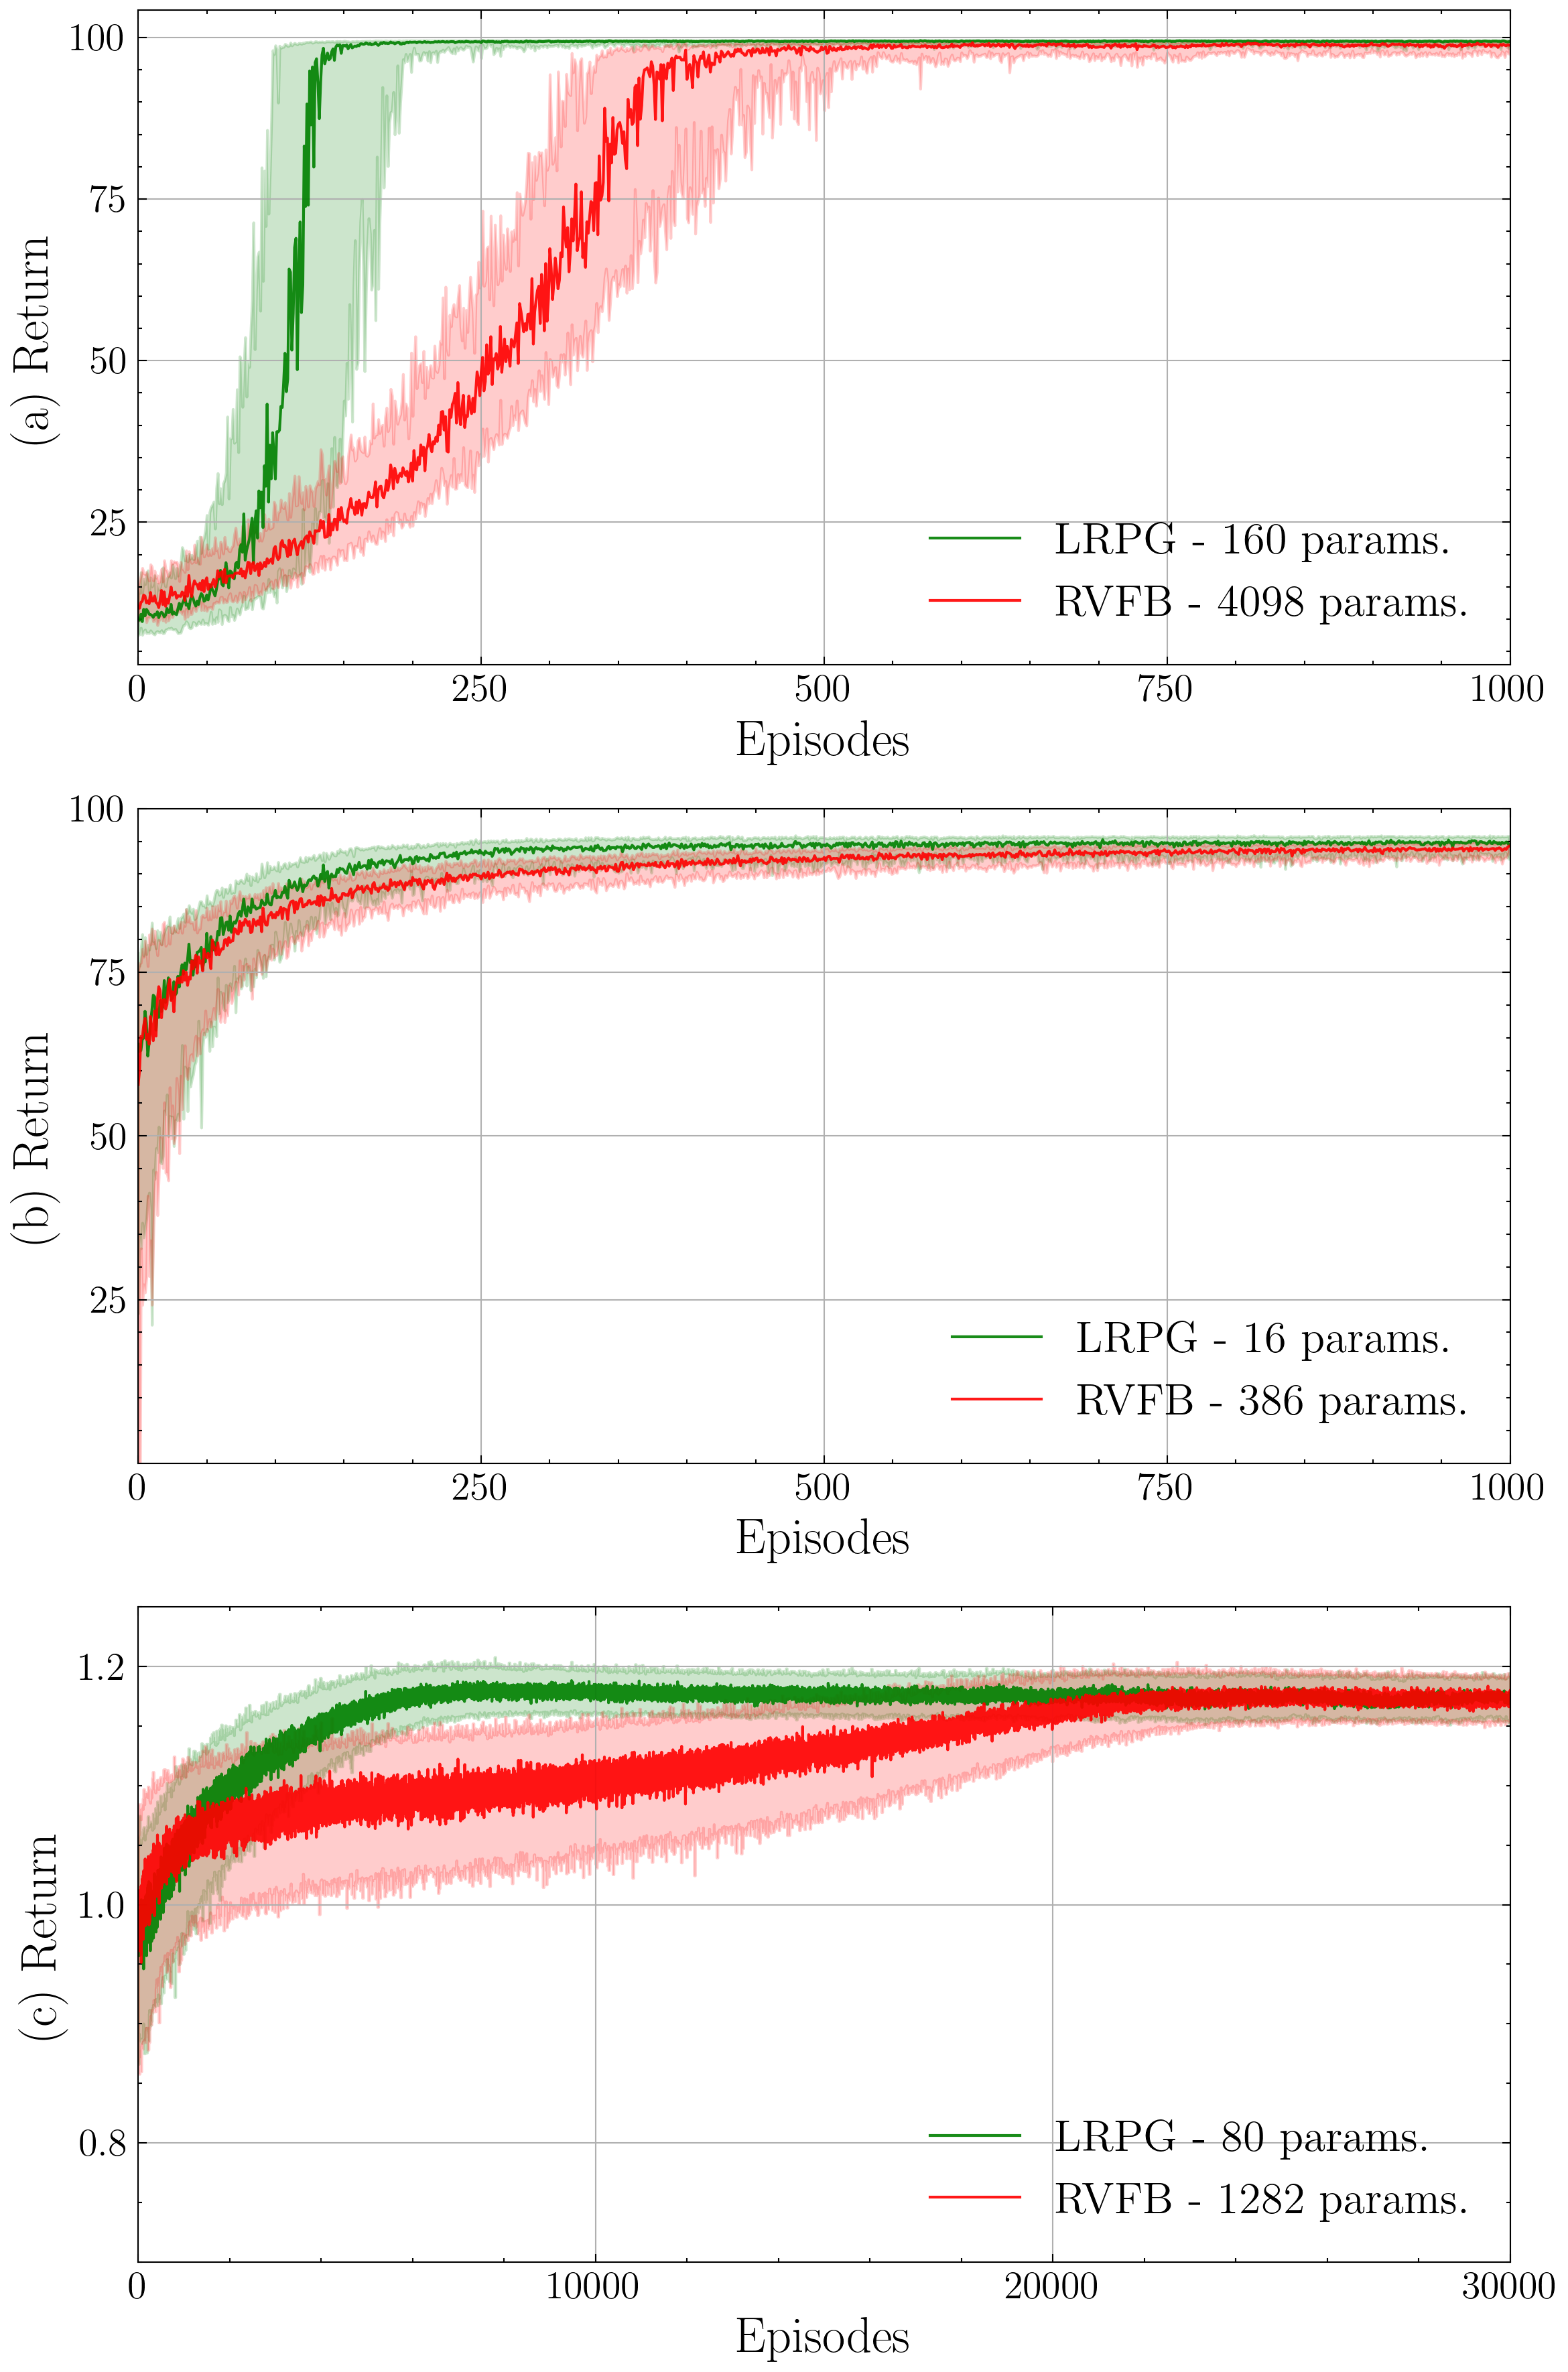 100
75
50
25
(a) Return
LRPG - 160 params.
RVFB - 4098 params.
0 250 500 750 1000
Episodes
100
75
50
25
(b) Return
LRPG - 16 params.
RVFB - 386 params.
0 250 500 750 1000
Episodes
1.2
1.0
0.8
(c) Return
LRPG - 80 params.
RVFB - 1282 params.
0 10000 20000 30000
Episodes